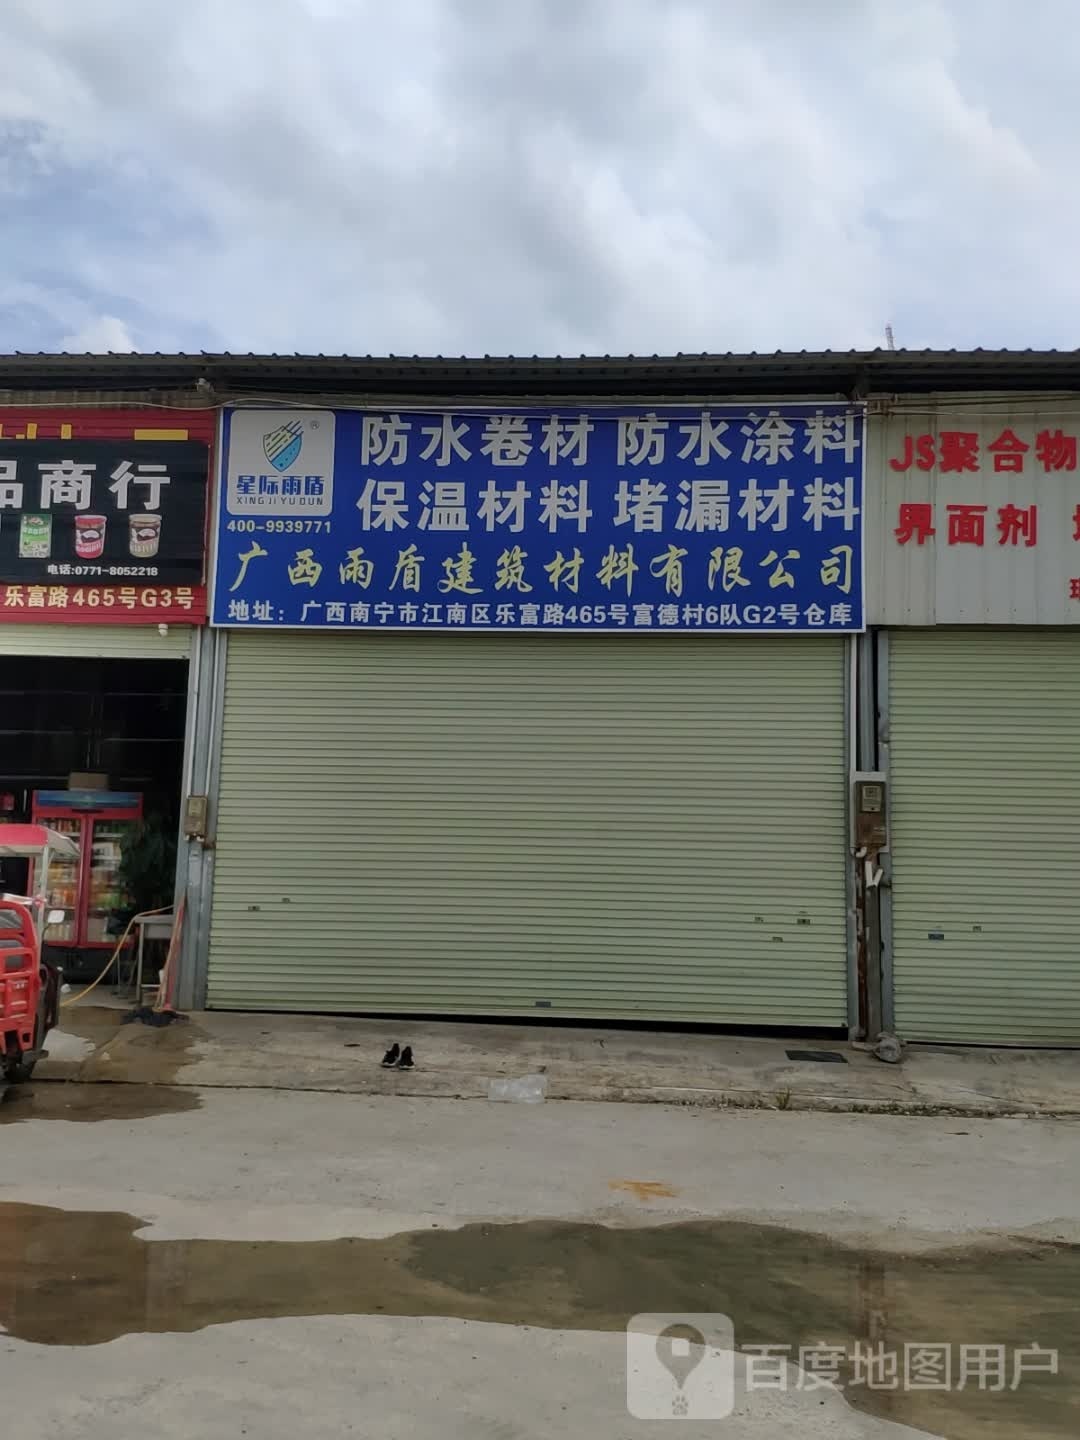 品商行
电话:0771-8052218
乐富路465号G3号
®
星际雨盾
XING JI YU DUN
400-9939771
防水卷材 防水涂料
保温材料 堵漏材料
广西雨盾建筑材料有限公司
地址：广西南宁市江南区乐富路465号富德村6队G2号仓库
JS聚合物
界面剂
百度地图用户